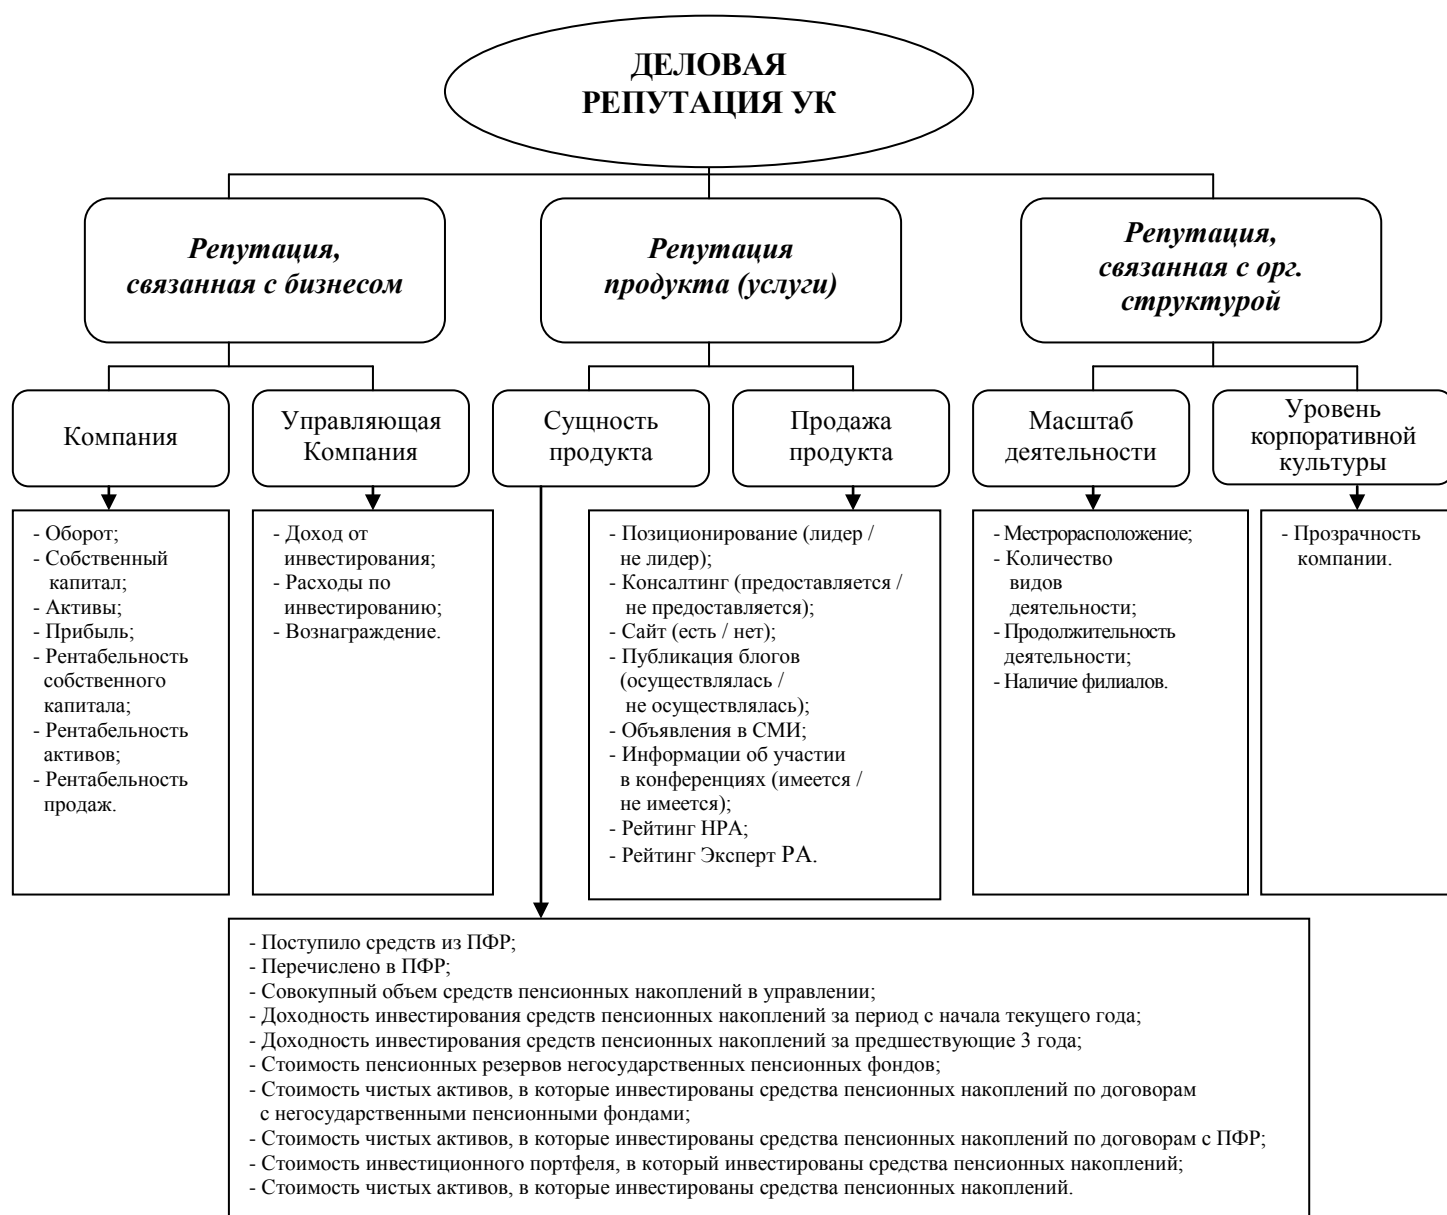 ДЕЛОВАЯ
РЕПУТАЦИЯ УК
Репутация,
связанная с бизнесом
Репутация
продукта (услуги)
Репутация,
связанная с орг.
структурой
Компания
Управляющая
Компания
Сущность
продукта
Продажа
продукта
Масштаб
деятельности
Уровень
корпоративной
культуры
- Оборот;
- Собственный
капитал;
- Активы;
- Прибыль;
- Рентабельность
собственного
капитала;
- Рентабельность
активов;
- Рентабельность
продаж.
- Доход от
инвестирования;
- Расходы по
инвестированию;
- Вознаграждение.
- Позиционирование (лидер /
не лидер);
- Консалтинг (предоставляется /
не предоставляется);
- Сайт (есть / нет);
- Публикация блогов
(осуществлялась /
не осуществлялась);
- Объявления в СМИ;
- Информации об участии
в конференциях (имеется /
не имеется);
- Рейтинг НРА;
- Рейтинг Эксперт РА.
- Местрорасположение;
- Количество
видов
деятельности;
- Продолжительность
деятельности;
- Наличие филиалов.
- Прозрачность
компании.
- Поступило средств из ПФР;
- Перечислено в ПФР;
- Совокупный объем средств пенсионных накоплений в управлении;
- Доходность инвестирования средств пенсионных накоплений за период с начала текущего года;
- Доходность инвестирования средств пенсионных накоплений за предшествующие 3 года;
- Стоимость пенсионных резервов негосударственных пенсионных фондов;
- Стоимость чистых активов, в которые инвестированы средства пенсионных накоплений по договорам
с негосударственными пенсионными фондами;
- Стоимость чистых активов, в которые инвестированы средства пенсионных накоплений по договорам с ПФР;
- Стоимость инвестиционного портфеля, в который инвестированы средства пенсионных накоплений;
- Стоимость чистых активов, в которые инвестированы средства пенсионных накоплений.